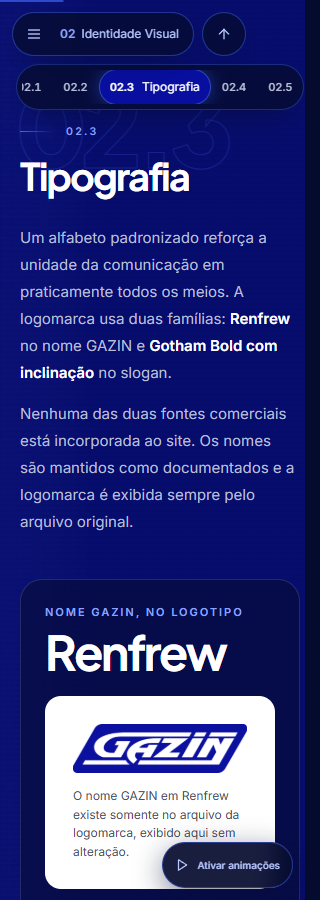 02 Identidade Visual
02.1 02.2 02.3 Tipografia 02.4 02.5
02.3
02.3
Tipografia
Um alfabeto padronizado reforça a
unidade da comunicação em
praticamente todos os meios. A
logomarca usa duas famílias: Renfrew
no nome GAZIN e Gotham Bold com
inclinação no slogan.
Nenhuma das duas fontes comerciais
está incorporada ao site. Os nomes
são mantidos como documentados e a
logomarca é exibida sempre pelo
arquivo original.
NOME GAZIN, NO LOGOTIPO
Renfrew
GAZIN
O nome GAZIN em Renfrew
existe somente no arquivo da
logomarca, exibido aqui sem
alteração.
Ativar animações